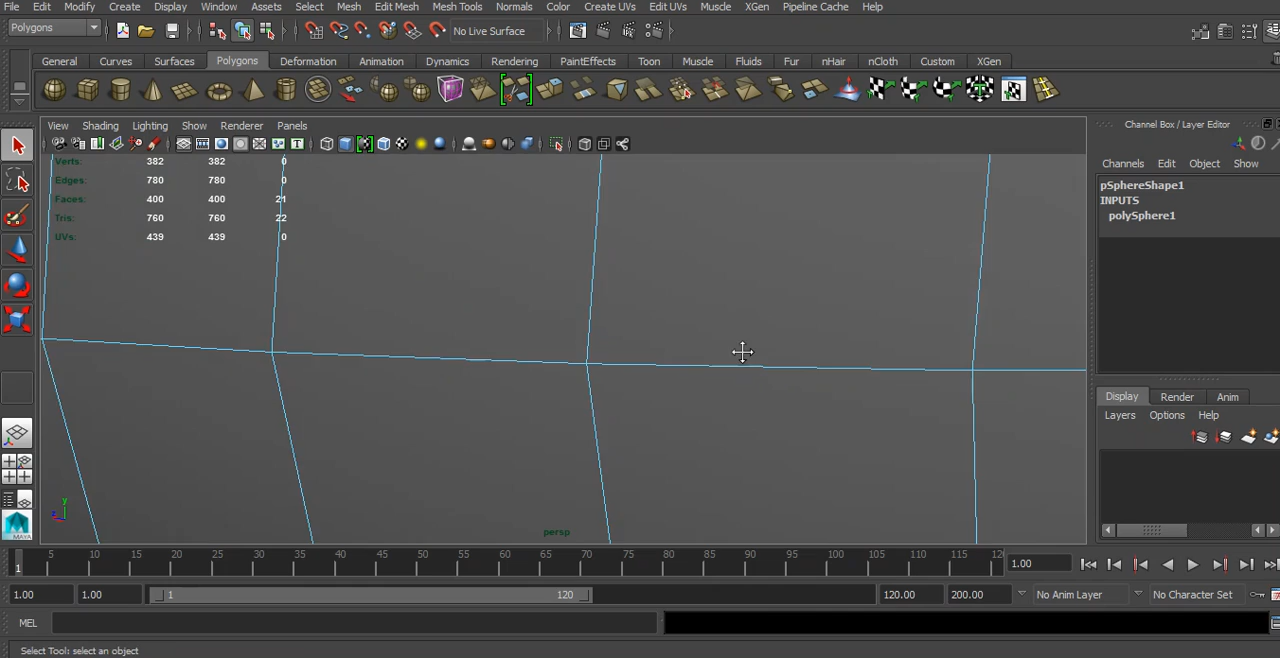 File Edit Modify Create Display Window Assets Select Mesh Edit Mesh Mesh Tools Normals Color Create UVs Edit UVs Muscle XGen Pipeline Cache Help
Polygons No Live Surface
General Curves Surfaces Polygons Deformation Animation Dynamics Rendering PaintEffects Toon Muscle Fluids Fur nHair nCloth Custom XGen
View Shading Lighting Show Renderer Panels
Channel Box / Layer Editor
Channels Edit Object Show
Verts: 382 382 0
Edges: 780 780 0
Faces: 400 400 21
Tris: 760 760 22
UVs: 439 439 0
pSphereShape1
INPUTS
polySphere1
Display Render Anim
Layers Options Help
y
persp
MAYA
5 10 15 20 25 30 35 40 45 50 55 60 65 70 75 80 85 90 95 100 105 110 115 12
1
1.00
1.00 1.00 1 120 120.00 200.00 No Anim Layer No Character Set
MEL
Select Tool: select an object